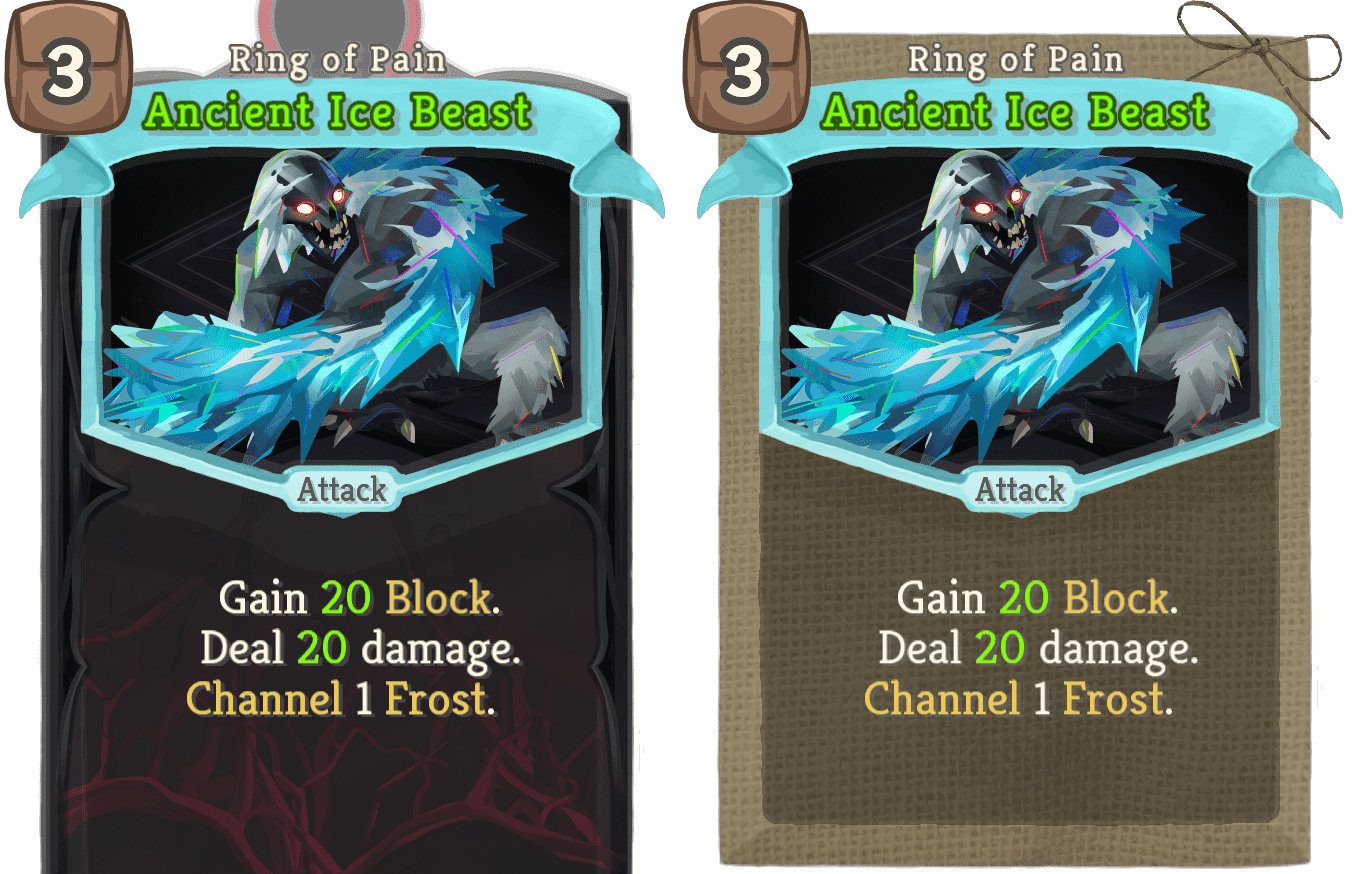 3
Ring of Pain
Ancient Ice Beast
Attack
Gain 20 Block.
Deal 20 damage.
Channel 1 Frost.
3
Ring of Pain
Ancient Ice Beast
Attack
Gain 20 Block.
Deal 20 damage.
Channel 1 Frost.